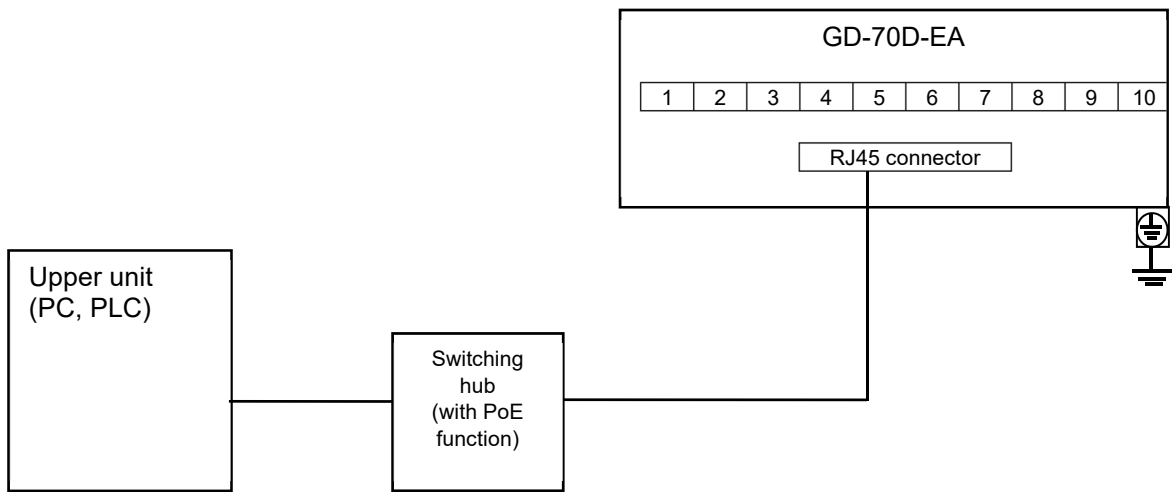 GD-70D-EA
1 2 3 4 5 6 7 8 9 10
RJ45 connector
Upper unit
(PC, PLC)
Switching
hub
(with PoE
function)